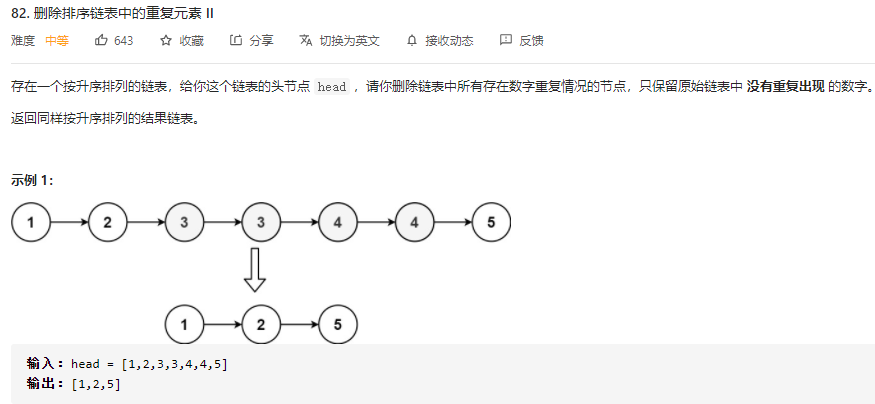 82. 删除排序链表中的重复元素 II
难度 中等 643 收藏 分享 切换为英文 接收动态 反馈
存在一个按升序排列的链表，给你这个链表的头节点 head ，请你删除链表中所有存在数字重复情况的节点，只保留原始链表中 没有重复出现 的数字。
返回同样按升序排列的结果链表。
示例 1：
1 2 3 3 4 4 5
1 2 5
输入：head = [1,2,3,3,4,4,5]
输出：[1,2,5]